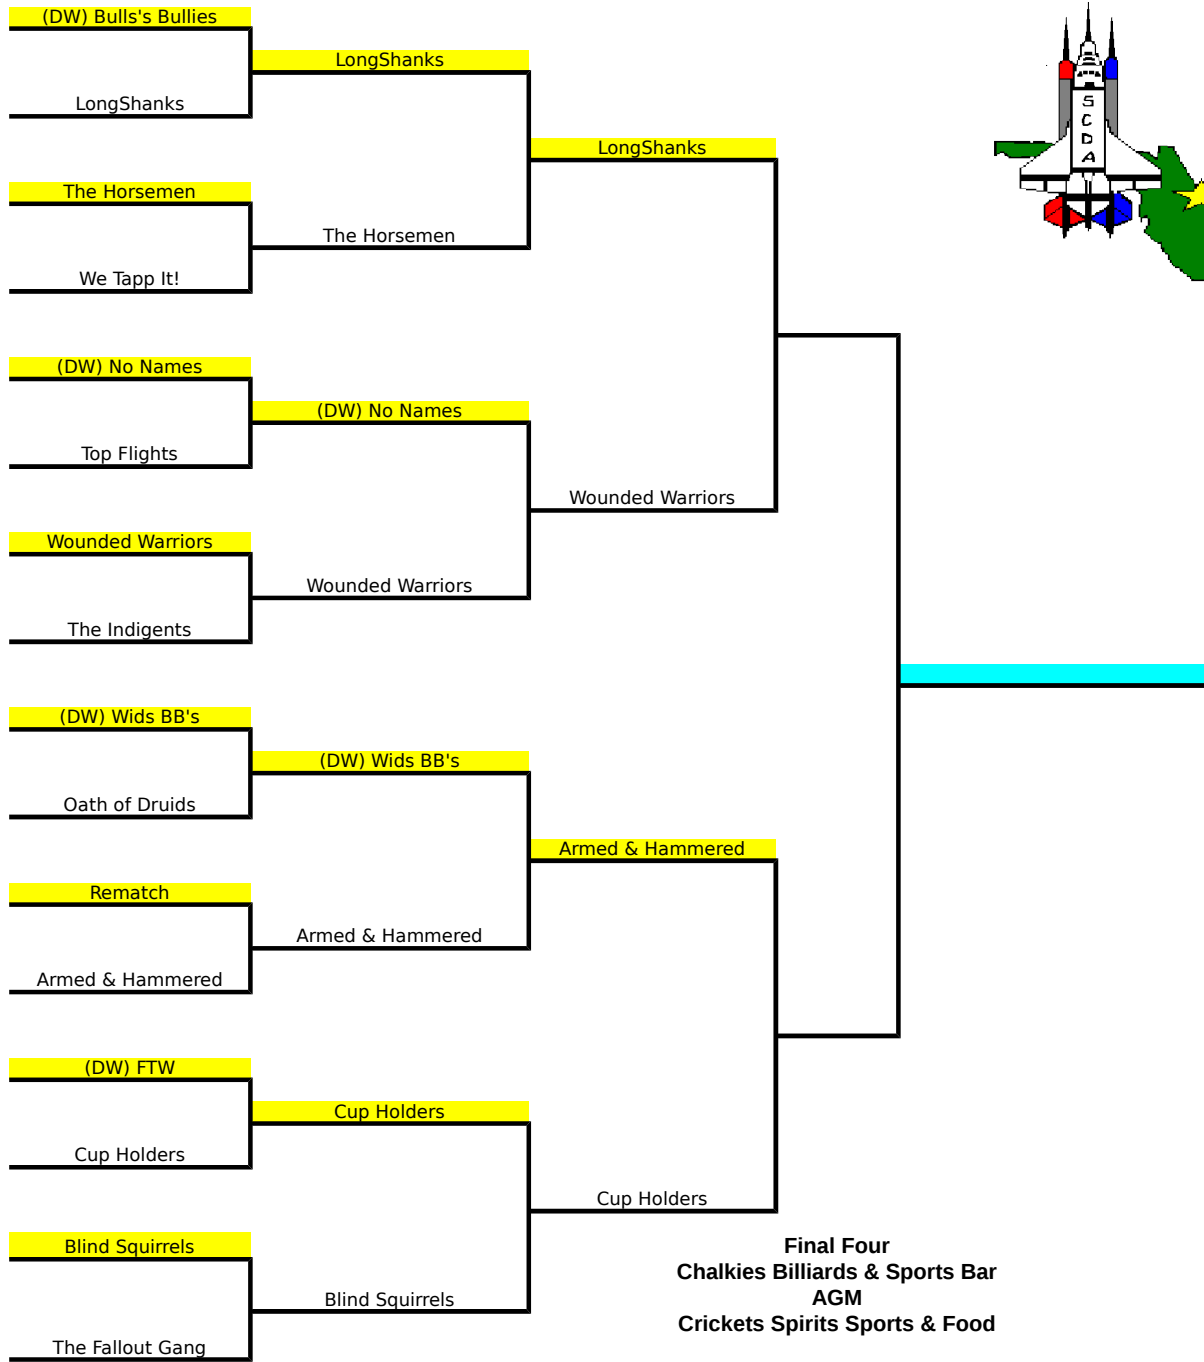 (DW) Bulls's Bullies
LongShanks
LongShanks
LongShanks
The Horsemen
The Horsemen
We Tapp It!
(DW) No Names
(DW) No Names
Top Flights
Wounded Warriors
Wounded Warriors
Wounded Warriors
The Indigents
(DW) Wids BB's
(DW) Wids BB's
Oath of Druids
Armed & Hammered
Rematch
Armed & Hammered
Armed & Hammered
(DW) FTW
Cup Holders
Cup Holders
Cup Holders
Blind Squirrels
Blind Squirrels
The Fallout Gang
Final Four
Chalkies Billiards & Sports Bar
AGM
Crickets Spirits Sports & Food
S
C
D
A